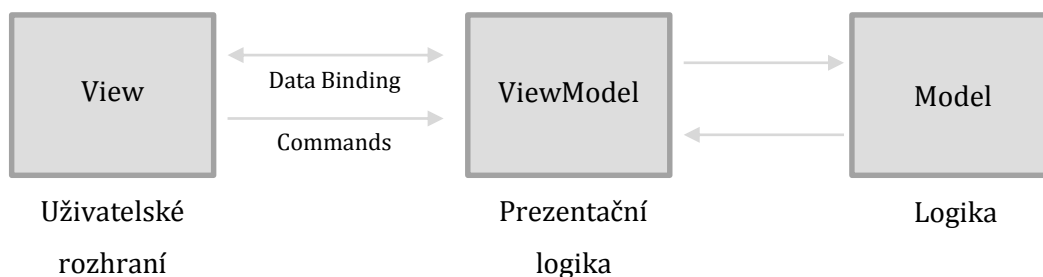 View
Data Binding
Commands
ViewModel
Model
Uživatelské
rozhraní
Prezentační
logika
Logika